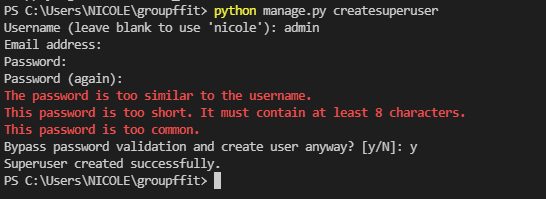 PS C:\Users\NICOLE\groupffit> python manage.py createsuperuser
Username (leave blank to use 'nicole'): admin
Email address:
Password:
Password (again):
The password is too similar to the username.
This password is too short. It must contain at least 8 characters.
This password is too common.
Bypass password validation and create user anyway? [y/N]: y
Superuser created successfully.
PS C:\Users\NICOLE\groupffit>